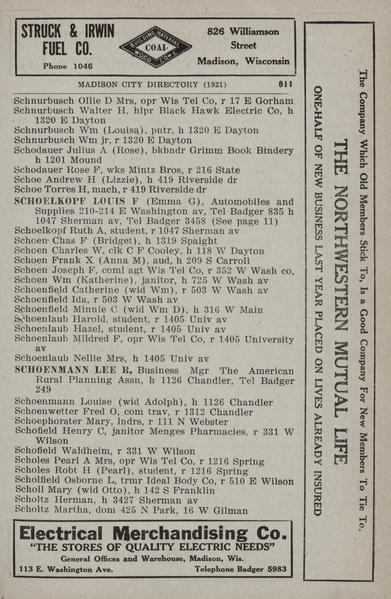 STRUCK & IRWIN
FUEL CO.
Phone 1046
BUILDING MATERIAL
COAL
WOOD COKE
826 Williamson
Street
Madison, Wisconsin
MADISON CITY DIRECTORY (1921) 811
Schnurbusch Ollie D Mrs, opr Wis Tel Co, r 17 E Gorham
Schnurbusch Walter H, hlpr Black Hawk Electric Co, h
1320 E Dayton
Schnurbusch Wm (Louisa), pntr, h 1320 E Dayton
Schnurbusch Wm jr, r 1320 E Dayton
Schodauer Julius A (Rose), bkbndr Grimm Book Bindery
h 1201 Mound
Schodauer Rose F, wks Mintz Bros, r 216 State
Schoe Andrew H (Lizzie), h 419 Riverside dr
Schoe Torres H, mach, r 419 Riverside dr
SCHOELKOPF LOUIS F (Emma G), Automobiles and
Supplies 210-214 E Washington av, Tel Badger 835 h
1047 Sherman av, Tel Badger 3458 (See page 11)
Schoelkopf Ruth A, student, r 1047 Sherman av
Schoen Chas F (Bridget), h 1319 Spaight
Schoen Charles W, clk C F Cooley, h 118 W Dayton
Schoen Frank X (Anna M), aud, h 209 S Carroll
Schoen Joseph F, coml agt Wis Tel Co, r 352 W Wash co,
Schoen Wm (Katherine), janitor, h 725 W Wash av
Schoenfield Catherine (wid Wm), r 503 W Wash av
Schoenfield Ida, r 503 W Wash av
Schoenfield Minnie C (wid Wm D), h 316 W Main
Schoenlaub Harold, student, r 1405 Univ av
Schoenlaub Hazel, student, r 1405 Univ av
Schoenlaub Mildred F, opr Wis Tel Co, r 1405 University
av
Schoenlaub Nellie Mrs, h 1405 Univ av
SCHOENMANN LEE R, Business Mgr The American
Rural Planning Assn, h 1126 Chandler, Tel Badger
249
Schoenmann Louise (wid Adolph), h 1126 Chandler
Schoenwetter Fred O, com trav, r 1312 Chandler
Schoephorster Mary, lndrs, r 111 N Webster
Schofield Henry C, janitor Menges Pharmacies, r 331 W
Wilson
Schofield Waldheim, r 331 W Wilson
Scholes Pearl A Mrs, opr Wis Tel Co, r 1216 Spring
Scholes Robt H (Pearl), student, r 1216 Spring
Scholfield Osborne L, trmr Ideal Body Co, r 510 E Wilson
Scholl Mary (wid Otto), h 142 S Franklin
Scholtz Herman, h 3427 Sherman av
Scholtz Martha, dom 425 N Park, 16 W Gilman
Electrical Merchandising Co.
"THE STORES OF QUALITY ELECTRIC NEEDS"
General Offices and Warehouse, Madison, Wis.
113 E. Washington Ave. Telephone Badger 5983
The Company Which Old Members Stick To, Is a Good Company For New Members To Tie To.
THE NORTHWESTERN MUTUAL LIFE
ONE-HALF OF NEW BUSINESS LAST YEAR PLACED ON LIVES ALREADY INSURED